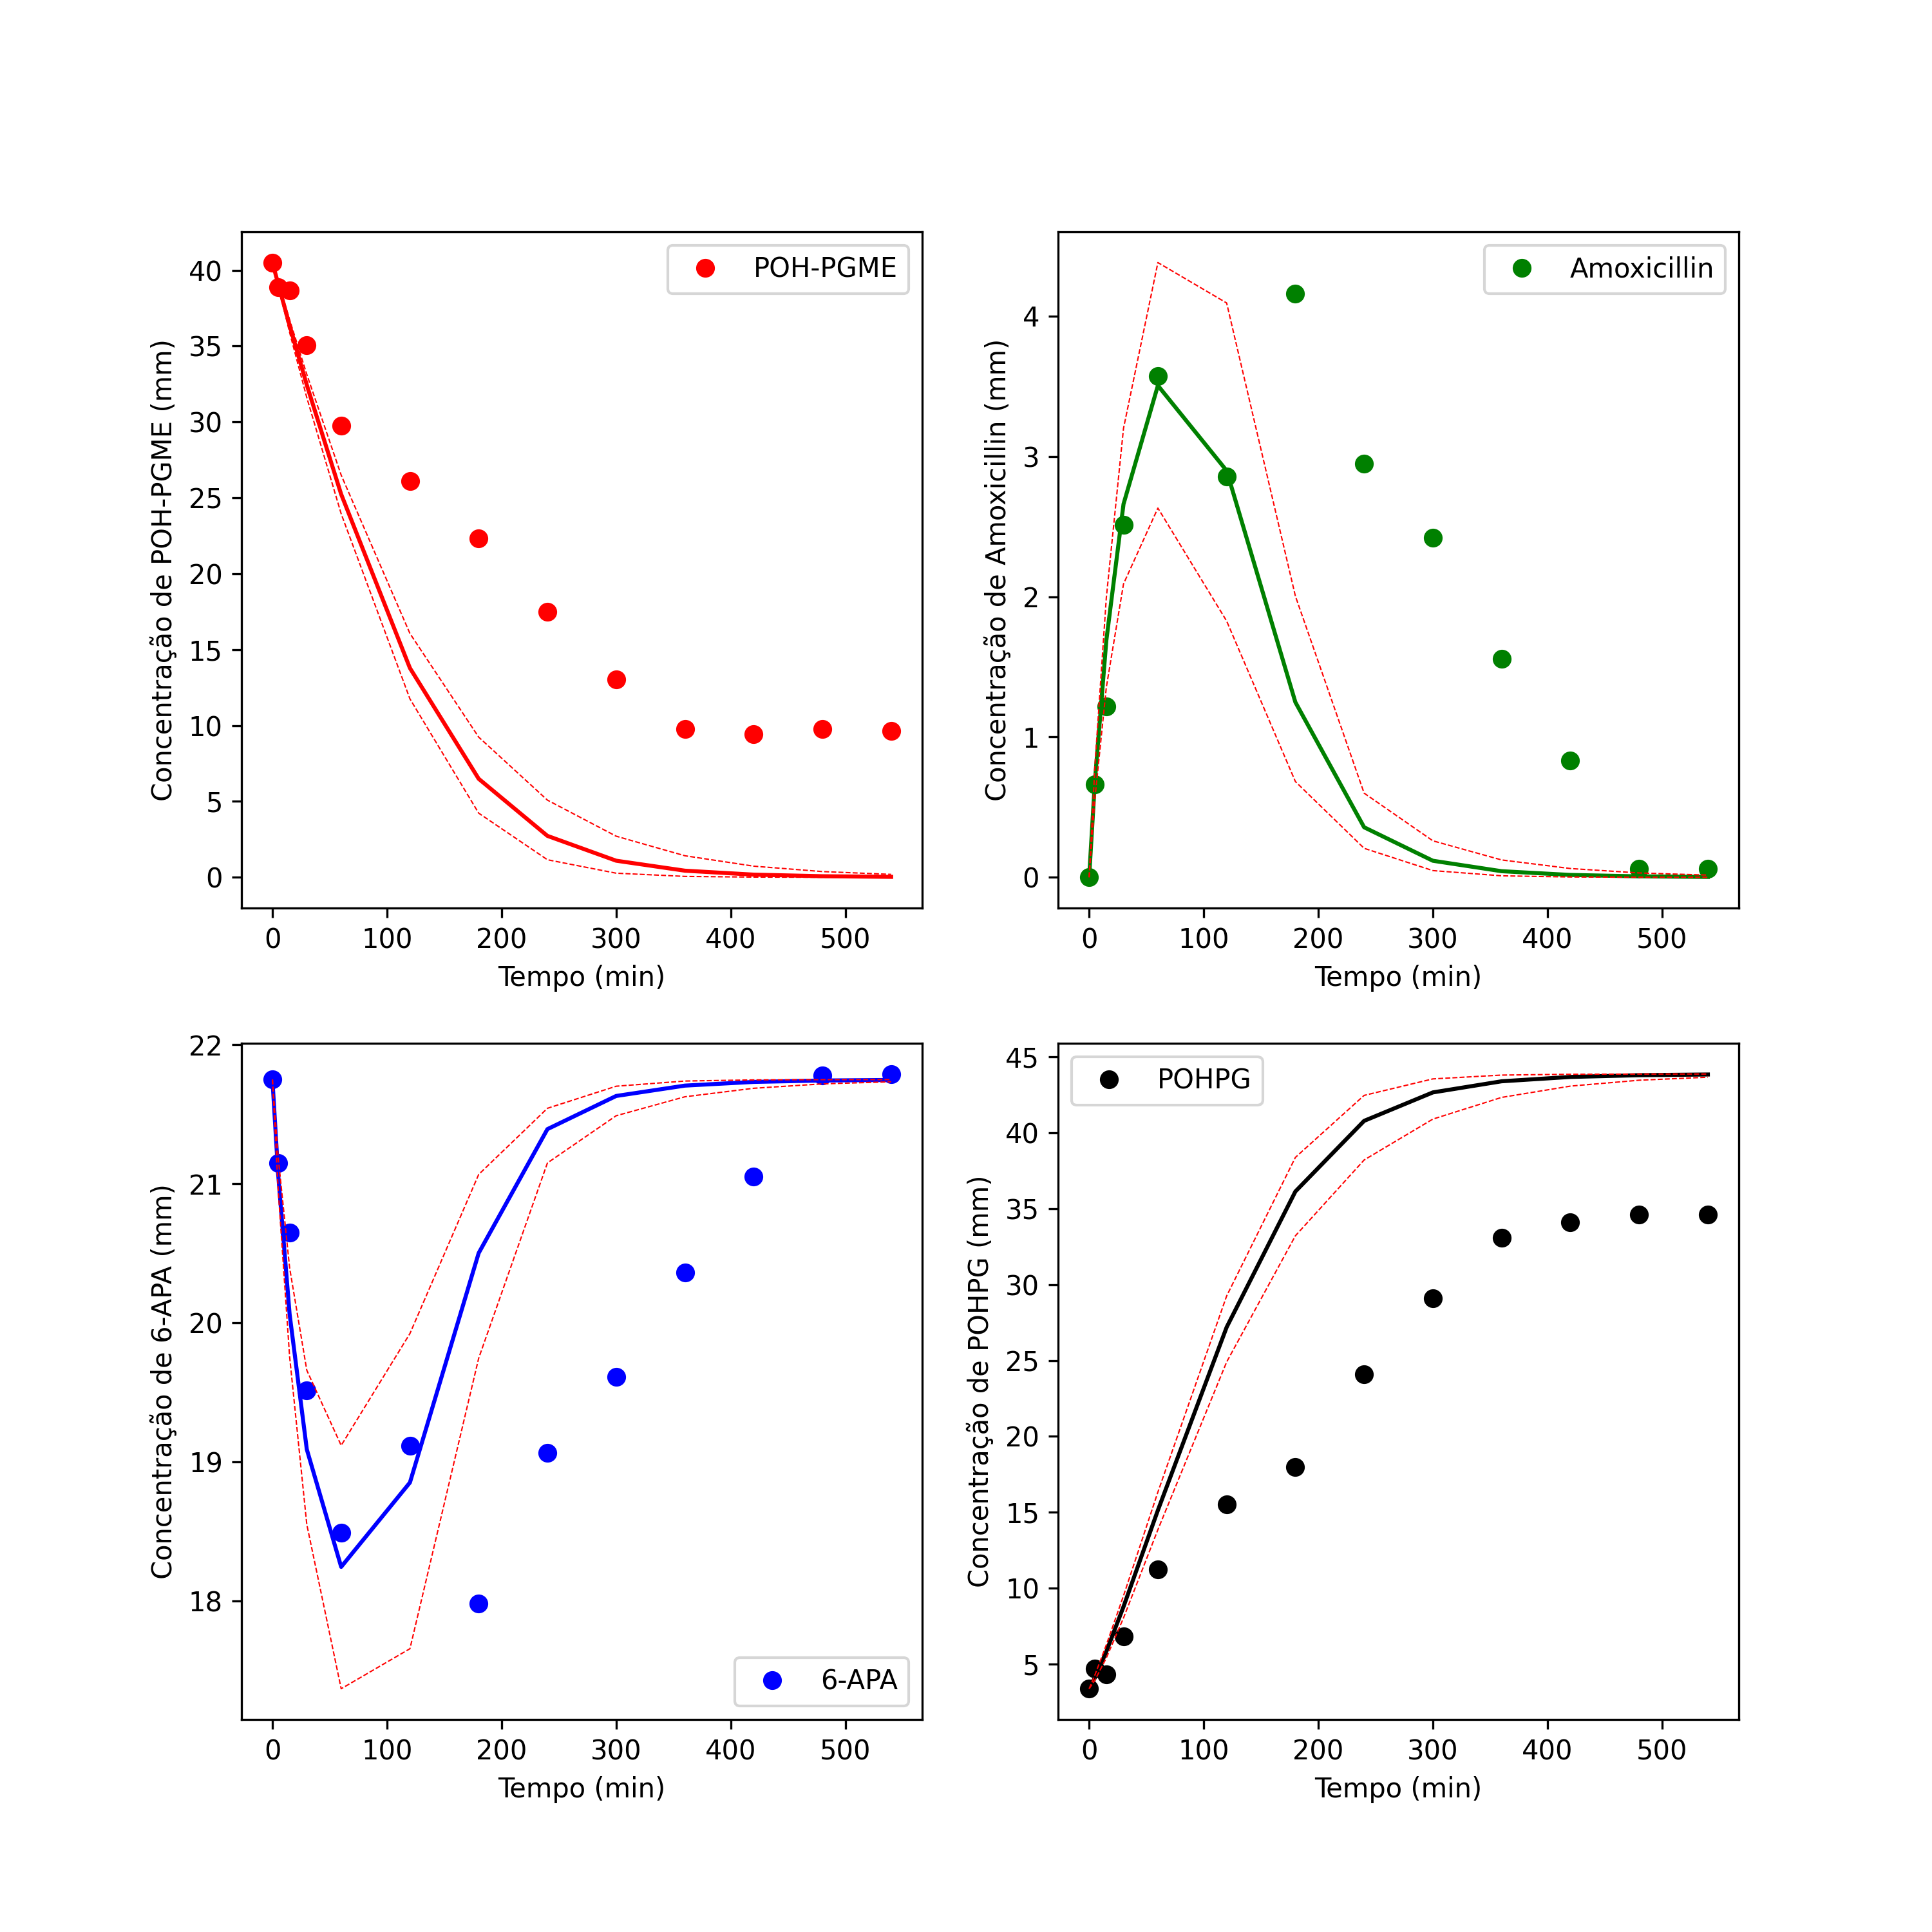 POH-PGME
Concentração de POH-PGME (mm)
40
35
30
25
20
15
10
5
0
0 100 200 300 400 500
Tempo (min)
Amoxicillin
Concentração de Amoxicillin (mm)
4
3
2
1
0
0 100 200 300 400 500
Tempo (min)
6-APA
Concentração de 6-APA (mm)
22
21
20
19
18
0 100 200 300 400 500
Tempo (min)
POHPG
Concentração de POHPG (mm)
45
40
35
30
25
20
15
10
5
0 100 200 300 400 500
Tempo (min)